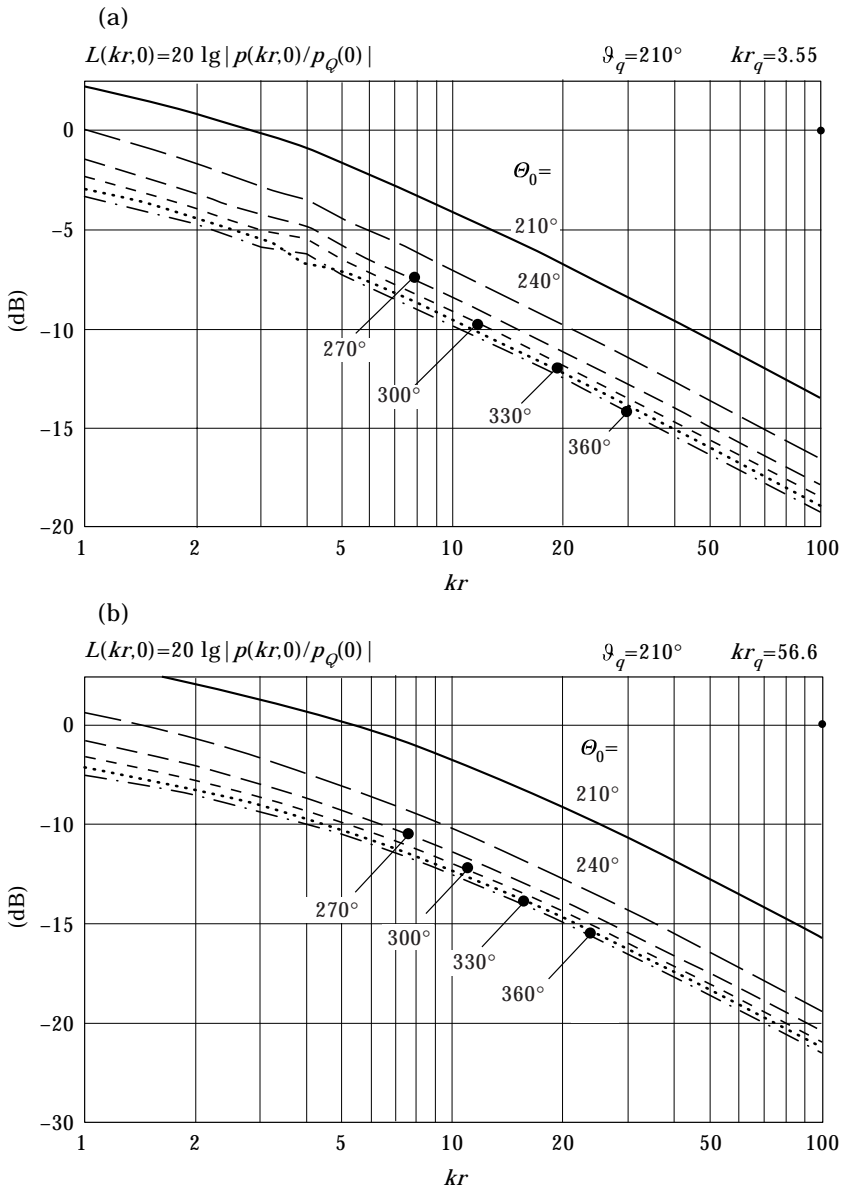 (a)
L(kr,0)=20 lg| p(kr,0)/p_Q(0) | ϑ_q=210° kr_q=3.55
0
−5
−10
−15
−20
(dB)
Θ_0=
210°
240°
270°
300°
330°
360°
1 2 5 10 20 50 100
kr
(b)
L(kr,0)=20 lg| p(kr,0)/p_Q(0) | ϑ_q=210° kr_q=56.6
0
−10
−15
−20
−30
(dB)
Θ_0=
210°
240°
270°
300°
330°
360°
1 2 5 10 20 50 100
kr